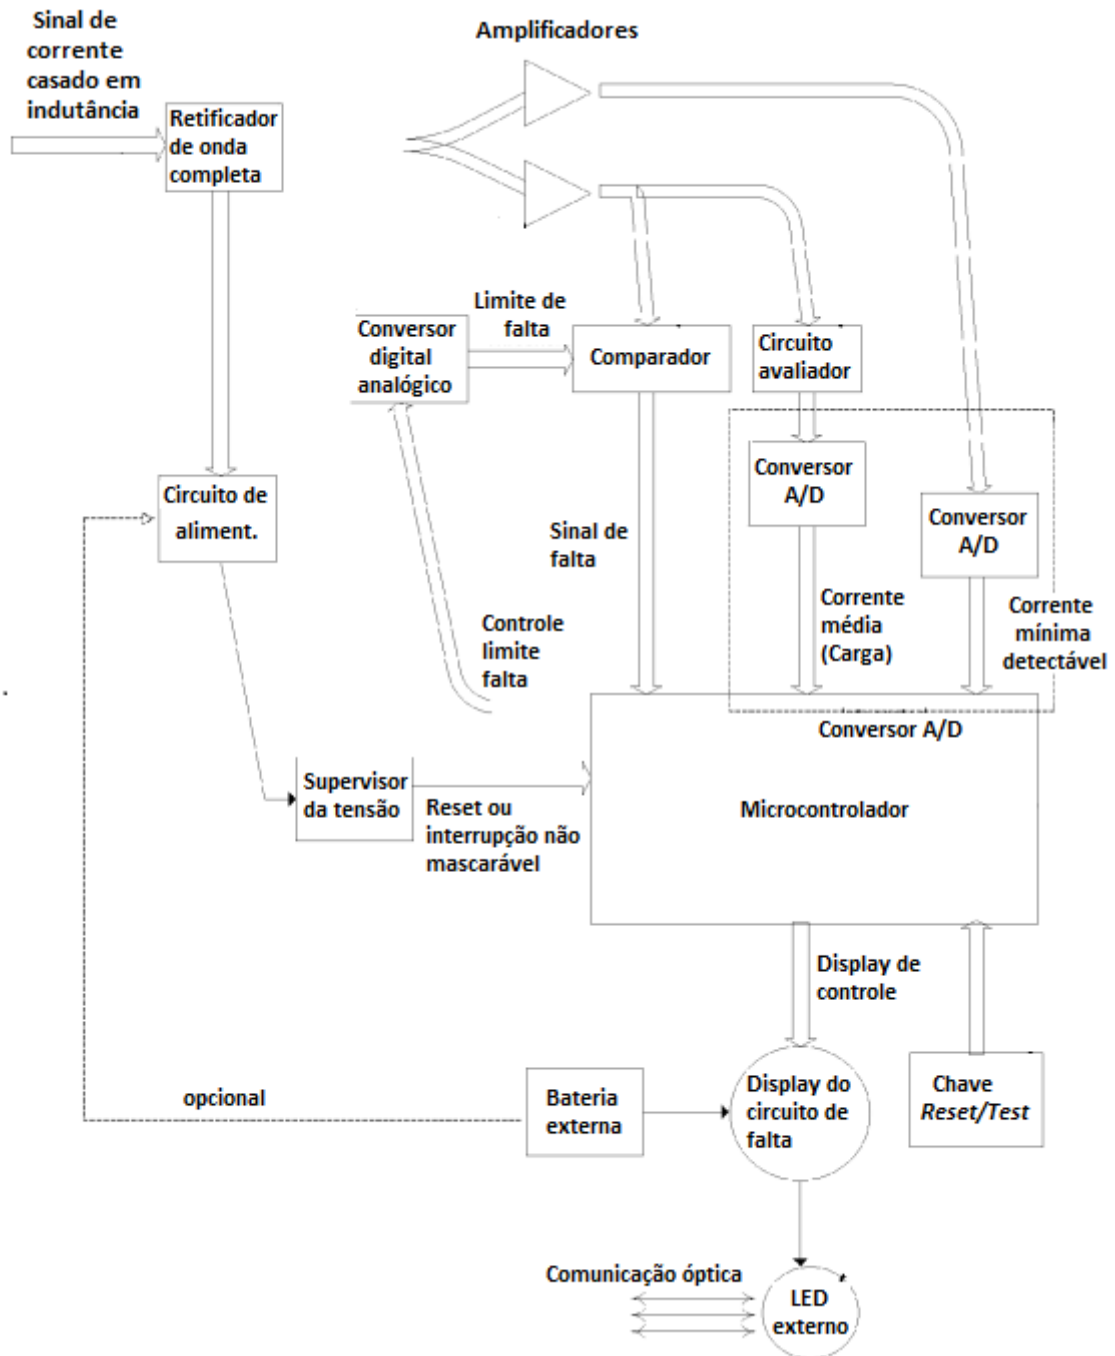 Sinal de
corrente
casado em
indutância
Amplificadores
Retificador
de onda
completa
Limite de
falta
Conversor
digital
analógico
Comparador
Circuito
avaliador
Conversor
A/D
Conversor
A/D
Circuito de
aliment.
Sinal de
falta
Controle
limite
falta
Corrente
média
(Carga)
Corrente
mínima
detectável
Conversor A/D
Supervisor
da tensão
Reset ou
interrupção não
mascarável
Microcontrolador
Display de
controle
opcional
Bateria
externa
Display do
circuito de
falta
Chave
Reset/Test
Comunicação óptica
LED
externo